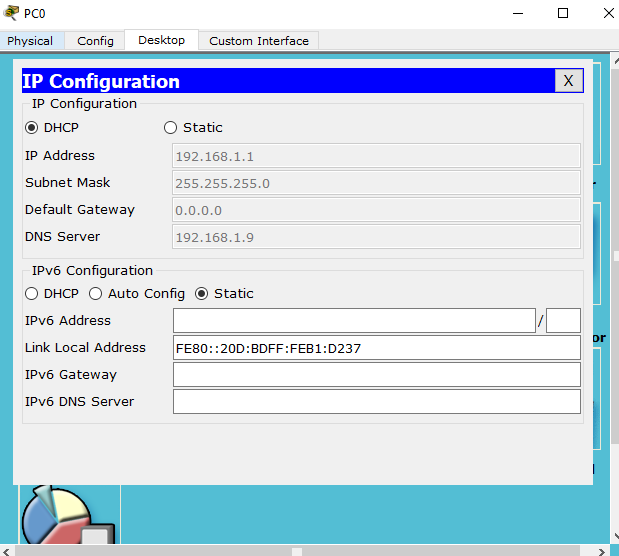 PC0
Physical Config Desktop Custom Interface
IP Configuration X
IP Configuration
DHCP Static
IP Address 192.168.1.1
Subnet Mask 255.255.255.0
Default Gateway 0.0.0.0
DNS Server 192.168.1.9
IPv6 Configuration
DHCP Auto Config Static
IPv6 Address /
Link Local Address FE80::20D:BDFF:FEB1:D237
IPv6 Gateway
IPv6 DNS Server
or